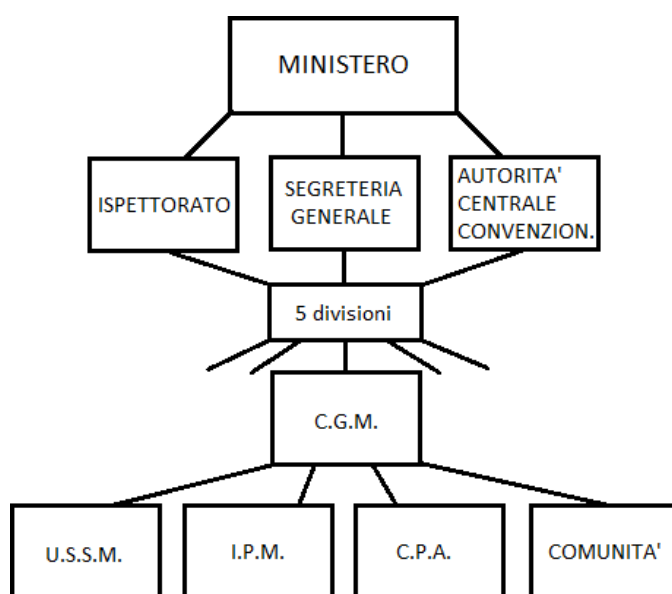 MINISTERO
ISPETTORATO
SEGRETERIA
GENERALE
AUTORITA'
CENTRALE
CONVENZION.
5 divisioni
C.G.M.
U.S.S.M.
I.P.M.
C.P.A.
COMUNITA'